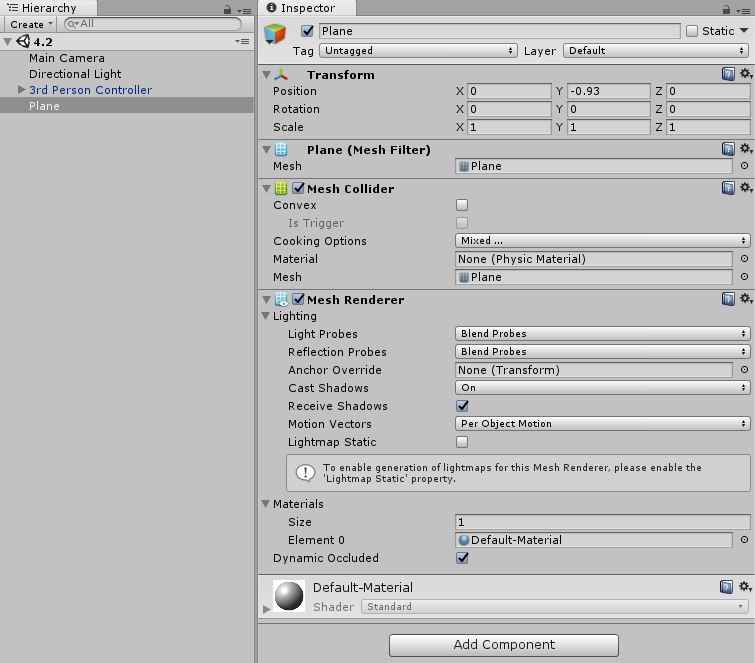 Hierarchy
Create
All
4.2
Main Camera
Directional Light
3rd Person Controller
Plane
Inspector
Plane
Static
Tag Untagged Layer Default
Transform
Position X 0 Y -0.93 Z 0
Rotation X 0 Y 0 Z 0
Scale X 1 Y 1 Z 1
Plane (Mesh Filter)
Mesh Plane
Mesh Collider
Convex
Is Trigger
Cooking Options Mixed ...
Material None (Physic Material)
Mesh Plane
Mesh Renderer
Lighting
Light Probes Blend Probes
Reflection Probes Blend Probes
Anchor Override None (Transform)
Cast Shadows On
Receive Shadows
Motion Vectors Per Object Motion
Lightmap Static
To enable generation of lightmaps for this Mesh Renderer, please enable the
'Lightmap Static' property.
Materials
Size 1
Element 0 Default-Material
Dynamic Occluded
Default-Material
Shader Standard
Add Component